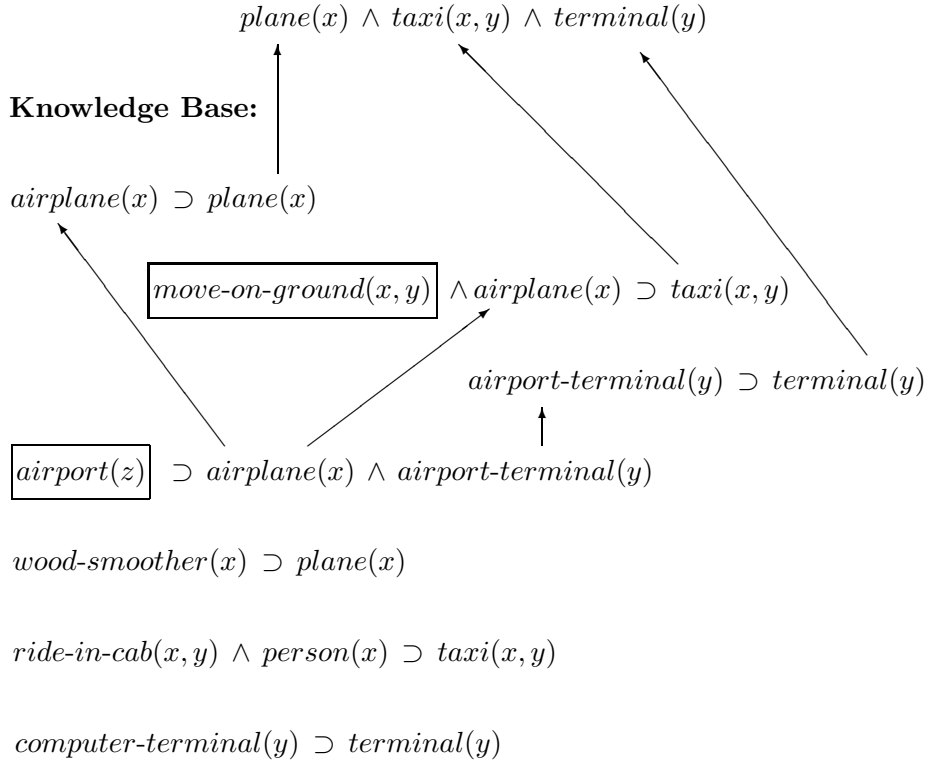 plane(x) ∧ taxi(x, y) ∧ terminal(y)
Knowledge Base:
airplane(x) ⊃ plane(x)
move-on-ground(x, y) ∧ airplane(x) ⊃ taxi(x, y)
airport-terminal(y) ⊃ terminal(y)
airport(z) ⊃ airplane(x) ∧ airport-terminal(y)
wood-smoother(x) ⊃ plane(x)
ride-in-cab(x, y) ∧ person(x) ⊃ taxi(x, y)
computer-terminal(y) ⊃ terminal(y)